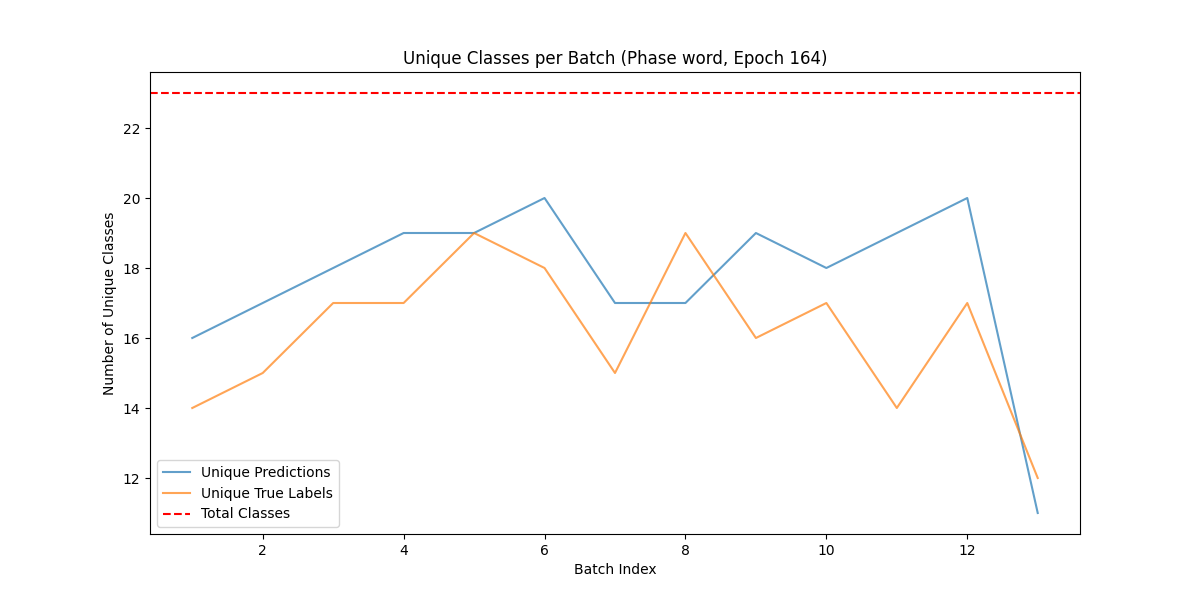 Unique Classes per Batch (Phase word, Epoch 164)
Number of Unique Classes
22
20
18
16
14
12
Unique Predictions
Unique True Labels
Total Classes
2
4
6
8
10
12
Batch Index